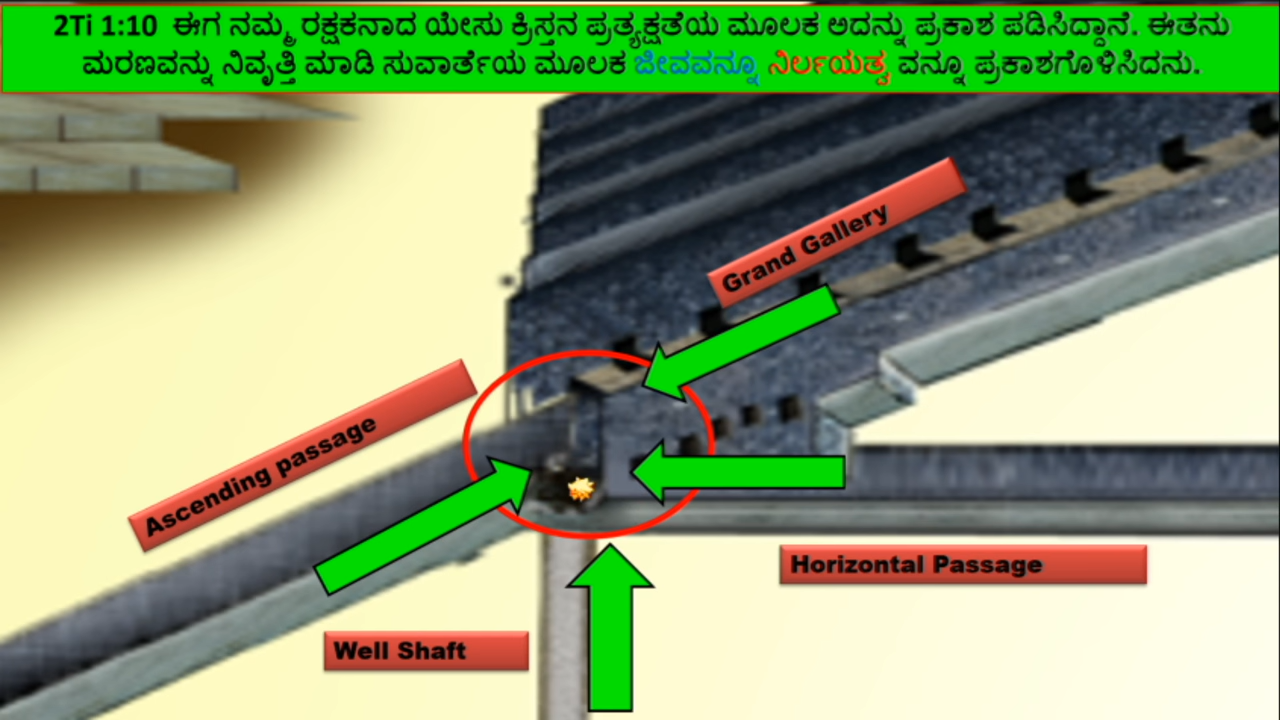 2Ti 1:10 ಈಗ ನಮ್ಮ ರಕ್ಷಕನಾದ ಯೇಸು ಕ್ರಿಸ್ತನ ಪ್ರತ್ಯಕ್ಷತೆಯ ಮೂಲಕ ಅದನ್ನು ಪ್ರಕಾಶ ಪಡಿಸಿದ್ದಾನೆ. ಈತನು
ಮರಣವನ್ನು ನಿವೃತ್ತಿ ಮಾಡಿ ಸುವಾರ್ತೆಯ ಮೂಲಕ ಜೀವವನ್ನೂ ನಿರ್ಲಯತ್ವ ವನ್ನೂ ಪ್ರಕಾಶಗೊಳಿಸಿದನು.
Grand Gallery
Ascending passage
Horizontal Passage
Well Shaft